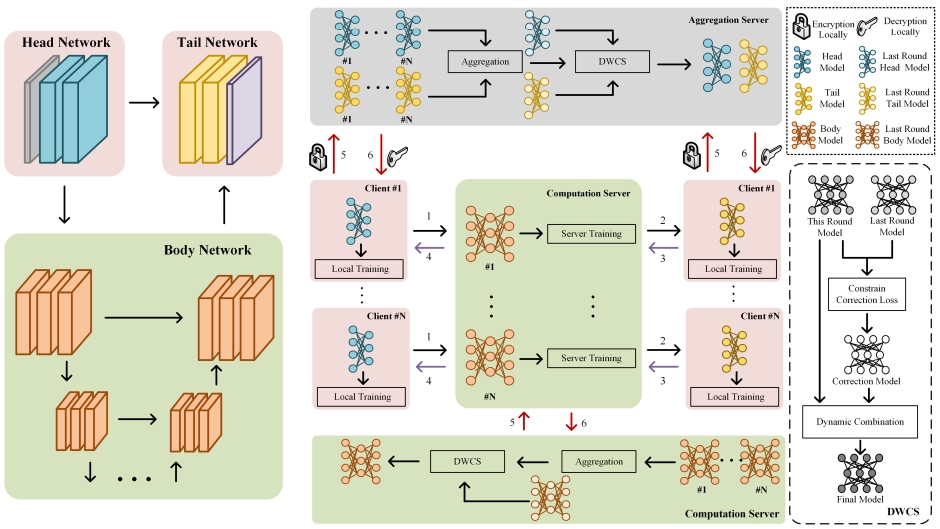 Head Network
Tail Network
Body Network
Aggregation Server
#1
#N
#1
#N
Aggregation
DWCS
5
6
5
6
Client #1
Local Training
Client #N
Local Training
1
4
1
4
Computation Server
#1
Server Training
#N
Server Training
2
3
2
3
Client #1
Local Training
Client #N
Local Training
5
6
DWCS
Aggregation
#1
#N
Computation Server
Encryption
Locally
Decryption
Locally
Head
Model
Last Round
Head Model
Tail
Model
Last Round
Tail Model
Body
Model
Last Round
Body Model
This Round
Model
Last Round
Model
Constrain
Correction Loss
Correction Model
Dynamic Combination
Final Model
DWCS